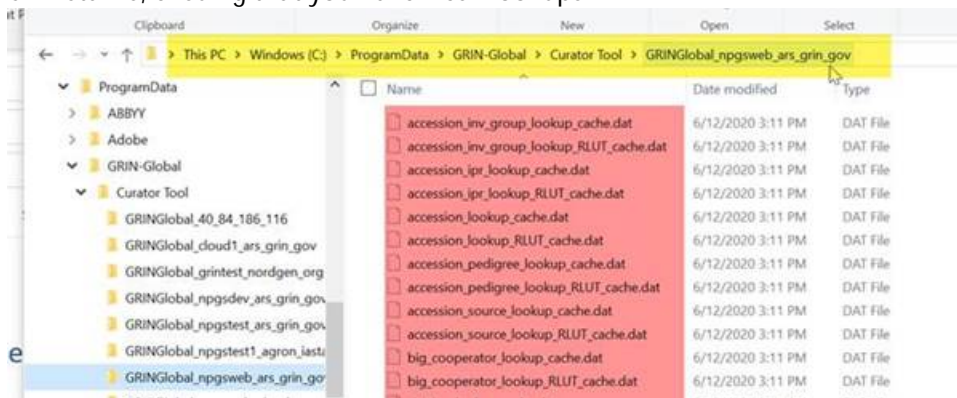 Clipboard Organize New Open Select
This PC > Windows (C:) > ProgramData > GRIN-Global > Curator Tool > GRINGlobal_npgsweb_ars_grin_gov
ProgramData
ABBYY
Adobe
GRIN-Global
Curator Tool
GRINGlobal_40_84_186_116
GRINGlobal_cloud1_ars_grin_gov
GRINGlobal_grintest_nordgen_org
GRINGlobal_npgsdev_ars_grin_gov
GRINGlobal_npgstest_ars_grin_gov
GRINGlobal_npgstest1_agron_iasta
GRINGlobal_npgsweb_ars_grin_gov
Name Date modified Type
accession_inv_group_lookup_cache.dat 6/12/2020 3:11 PM DAT File
accession_inv_group_lookup_RLUT_cache.dat 6/12/2020 3:11 PM DAT File
accession_ipr_lookup_cache.dat 6/12/2020 3:11 PM DAT File
accession_ipr_lookup_RLUT_cache.dat 6/12/2020 3:11 PM DAT File
accession_lookup_cache.dat 6/12/2020 3:11 PM DAT File
accession_lookup_RLUT_cache.dat 6/12/2020 3:11 PM DAT File
accession_pedigree_lookup_cache.dat 6/12/2020 3:11 PM DAT File
accession_pedigree_lookup_RLUT_cache.dat 6/12/2020 3:11 PM DAT File
accession_source_lookup_cache.dat 6/12/2020 3:11 PM DAT File
accession_source_lookup_RLUT_cache.dat 6/12/2020 3:11 PM DAT File
big_cooperator_lookup_cache.dat 6/12/2020 3:11 PM DAT File
big_cooperator_lookup_RLUT_cache.dat 6/12/2020 3:11 PM DAT File